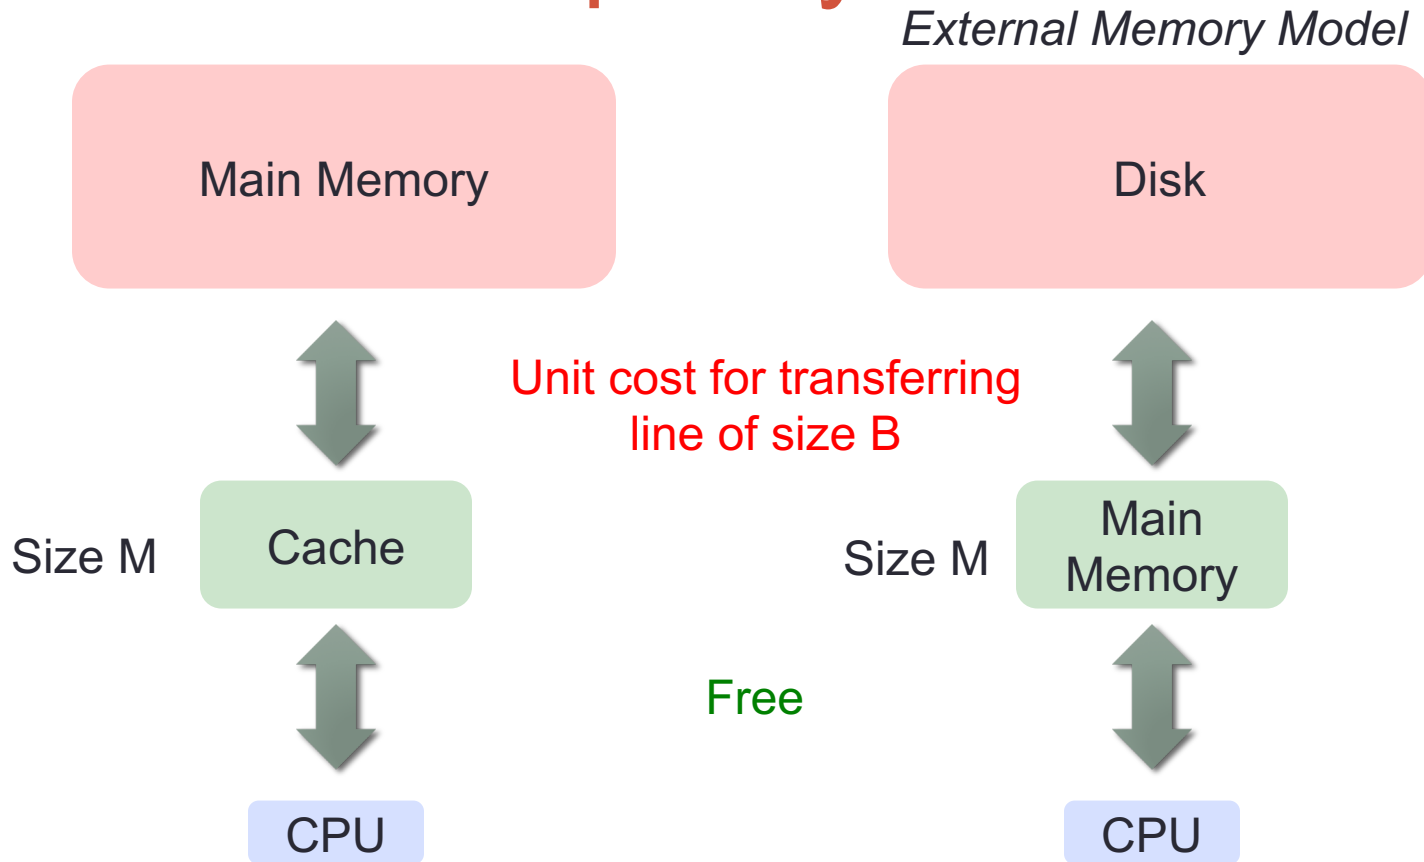 External Memory Model
Main Memory
Disk
Unit cost for transferring
line of size B
Size M
Cache
Size M
Main
Memory
Free
CPU
CPU